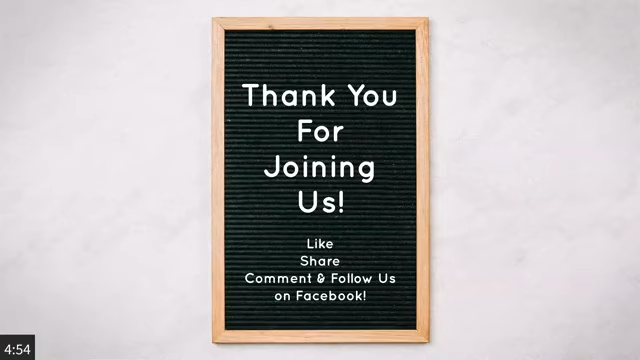 Thank You
For
Joining
Us!
Like
Share
Comment & Follow Us
on Facebook!
4:54